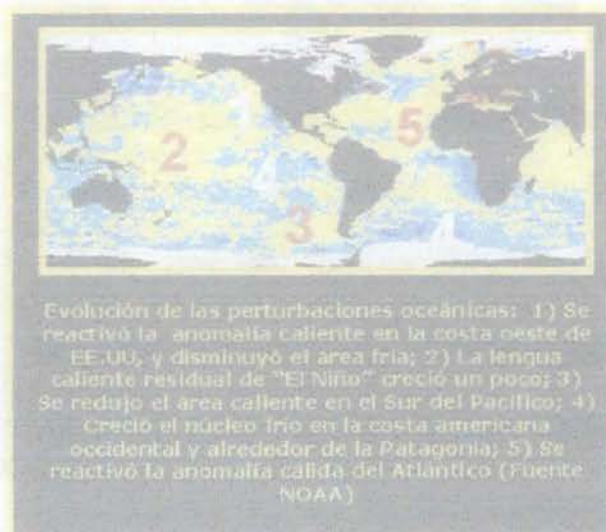 1
2
4
5
3
Evolución de las perturbaciones oceánicas: 1) Se
reactivó la anomalía caliente en la costa oeste de
EE.UU, y disminuyó el área fría; 2) La lengua
caliente residual de "El Niño" creció un poco; 3)
Se redujo el área caliente en el Sur del Pacífico; 4)
Creció el núcleo frío en la costa americana
occidental y alrededor de la Patagonia; 5) Se
reactivó la anomalía cálida del Atlántico (Fuente
NOAA)